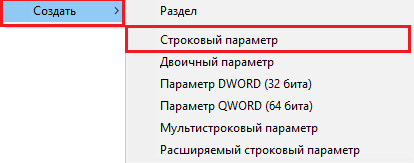 Создать
Раздел
Строковый параметр
Двоичный параметр
Параметр DWORD (32 бита)
Параметр QWORD (64 бита)
Мультистроковый параметр
Расширяемый строковый параметр